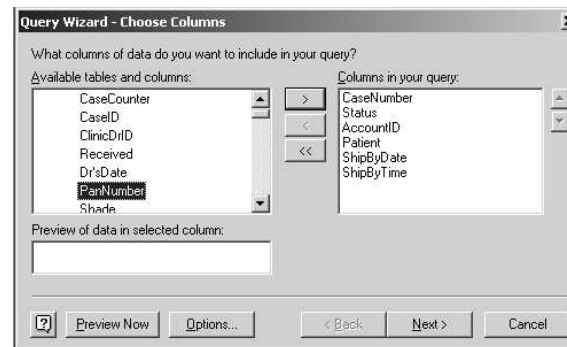 Query Wizard - Choose Columns
What columns of data do you want to include in your query?
Available tables and columns:
CaseCounter
CaseID
ClinicDrID
Received
Dr'sDate
PanNumber
Shade
>
<
<<
Columns in your query:
CaseNumber
Status
AccountID
Patient
ShipByDate
ShipByTime
Preview of data in selected column:
? Preview Now Options... < Back Next > Cancel